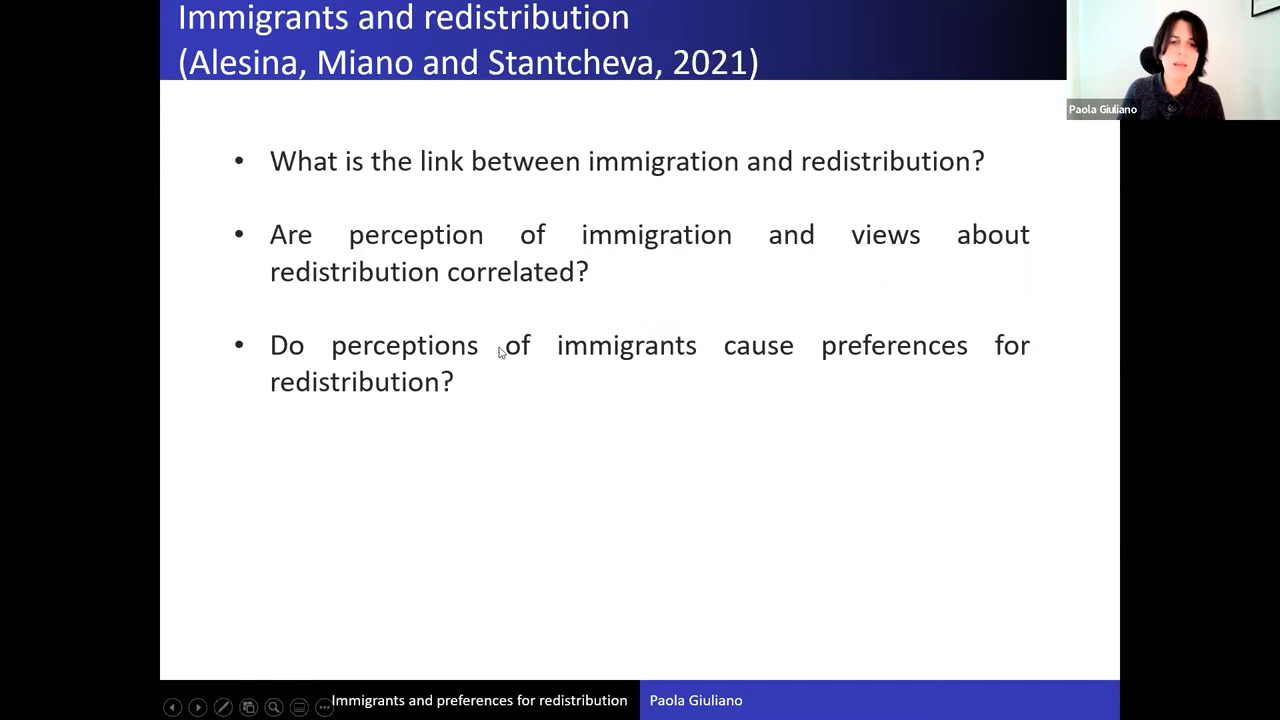 Immigrants and redistribution
(Alesina, Miano and Stantcheva, 2021)
Paola Giuliano
• What is the link between immigration and redistribution?
• Are perception of immigration and views about
redistribution correlated?
• Do perceptions of immigrants cause preferences for
redistribution?
Immigrants and preferences for redistribution
Paola Giuliano